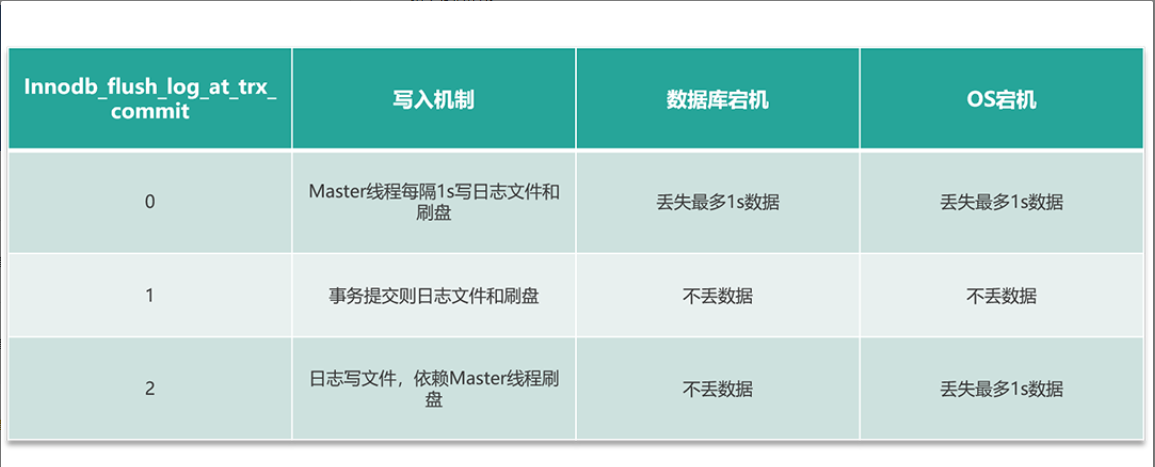 Innodb_flush_log_at_trx_
commit
写入机制
数据库宕机
OS宕机
0
Master线程每隔1s写日志文件和
刷盘
丢失最多1s数据
丢失最多1s数据
1
事务提交则日志文件和刷盘
不丢数据
不丢数据
2
日志写文件，依赖Master线程刷
盘
不丢数据
丢失最多1s数据